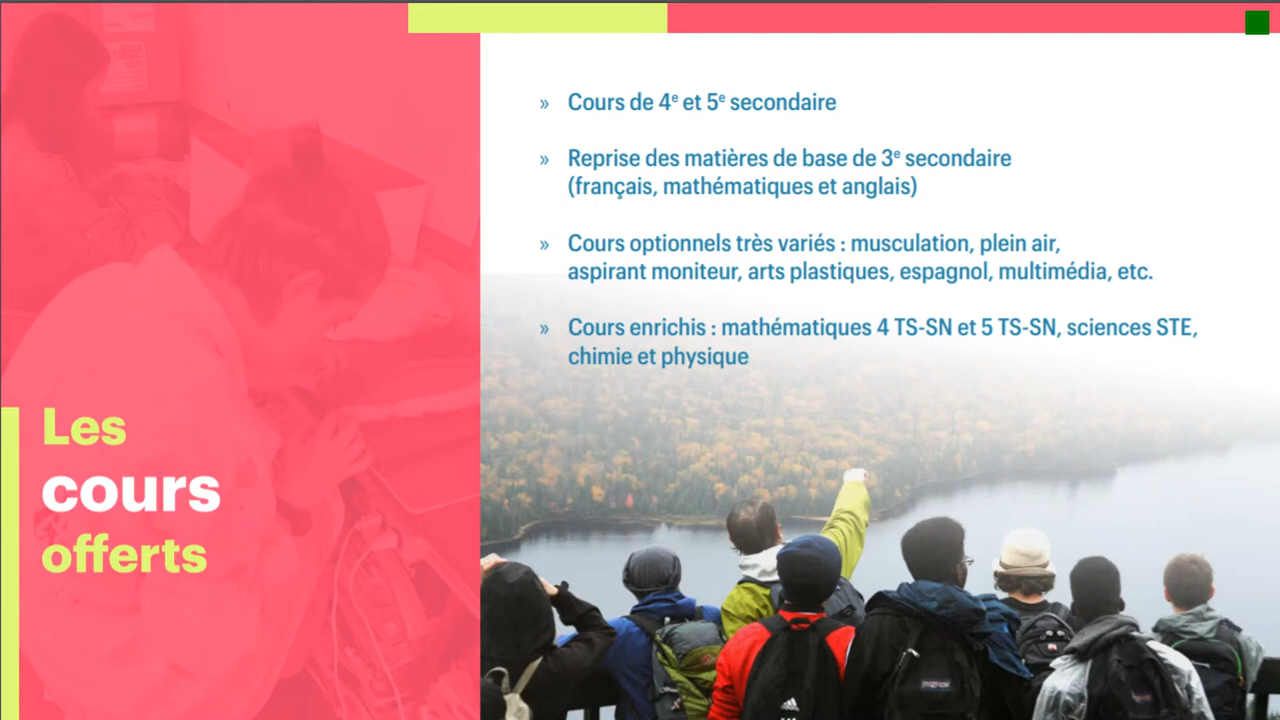 Cours de 4e et 5e secondaire
Reprise des matières de base de 3e secondaire
(français, mathématiques et anglais)
Cours optionnels très variés : musculation, plein air,
aspirant moniteur, arts plastiques, espagnol, multimédia, etc.
Cours enrichis : mathématiques 4 TS-SN et 5 TS-SN, sciences STE,
chimie et physique
Les
cours
offerts
JANSPORT
adidas